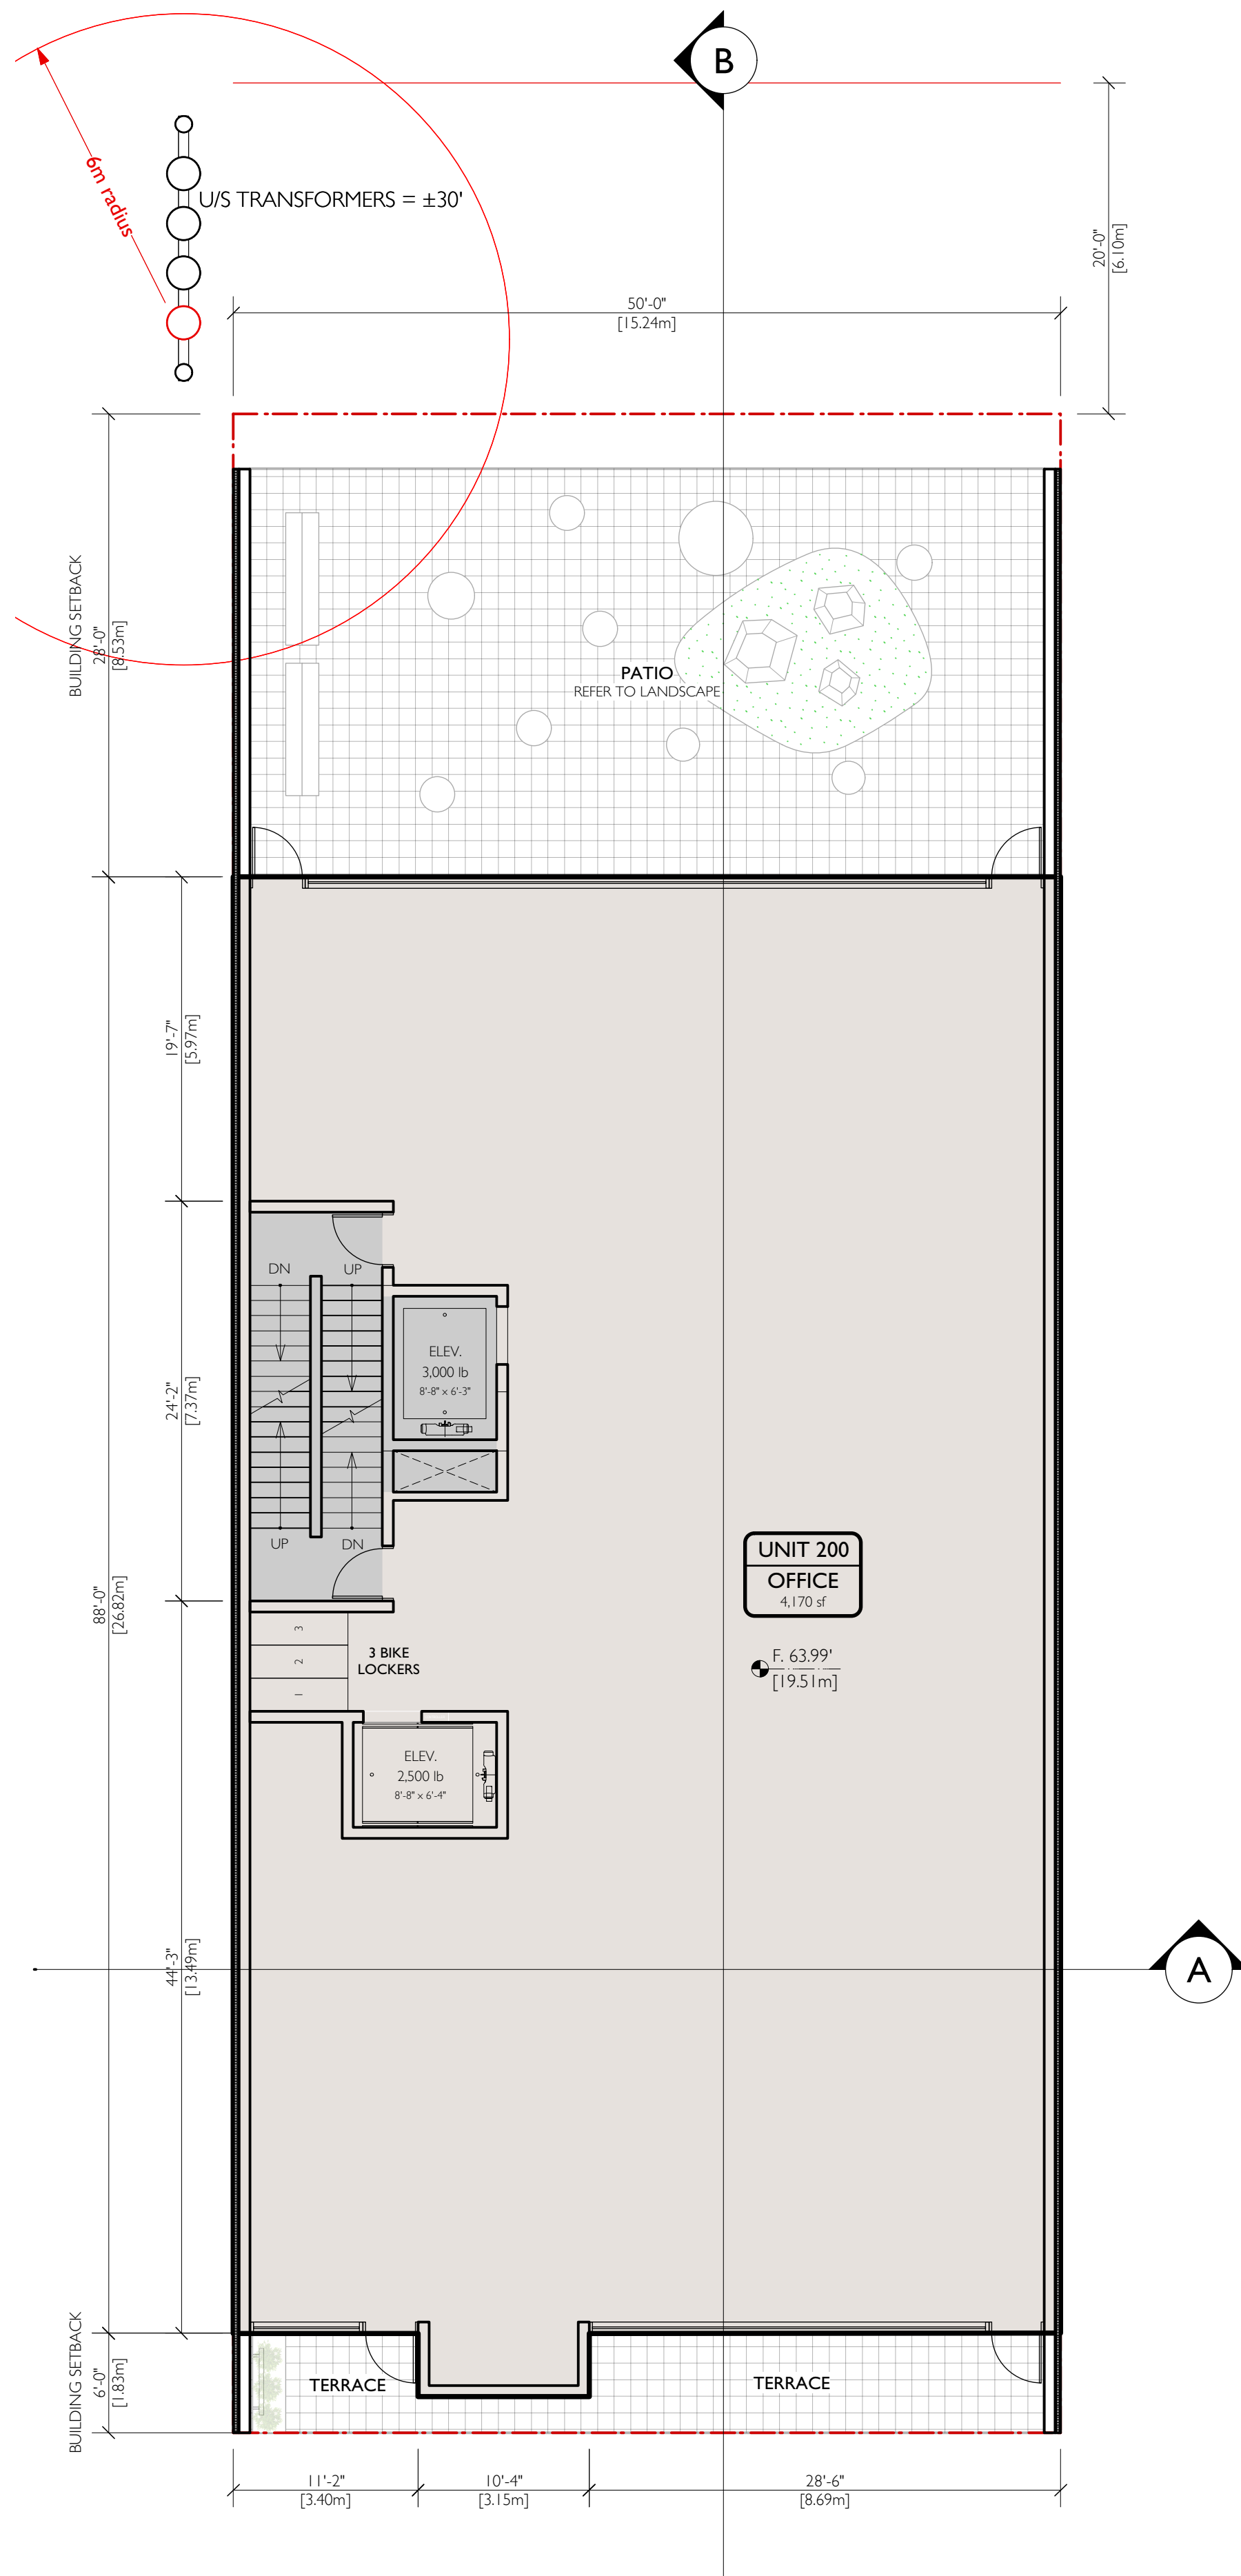 B
6m radius
U/S TRANSFORMERS = ±30'
20'-0"
[6.10m]
50'-0"
[15.24m]
BUILDING SETBACK
28'-0"
[8.53m]
PATIO
REFER TO LANDSCAPE
19'-7"
[5.97m]
DN
UP
ELEV.
3,000 lb
8'-8" x 6'-3"
24'-2"
[7.37m]
UP
DN
UNIT 200
OFFICE
4,170 sf
88'-0"
[26.82m]
3
2
1
3 BIKE
LOCKERS
F. 63.99'
[19.51m]
ELEV.
2,500 lb
8'-8" x 6'-4"
44'-3"
[13.49m]
A
BUILDING SETBACK
6'-0"
[1.83m]
TERRACE
TERRACE
11'-2"
[3.40m]
10'-4"
[3.15m]
28'-6"
[8.69m]